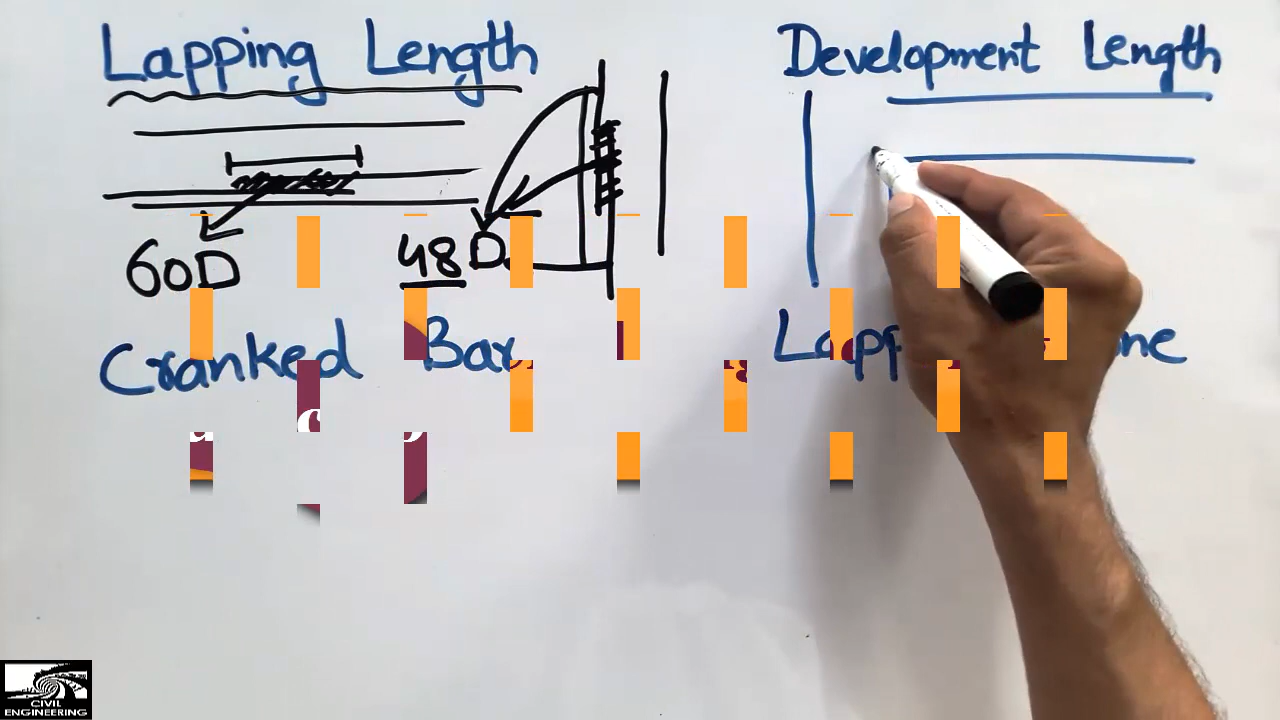 Lapping Length
Development Length
60D
48D
Cranked Bar
CIVIL
ENGINEERING